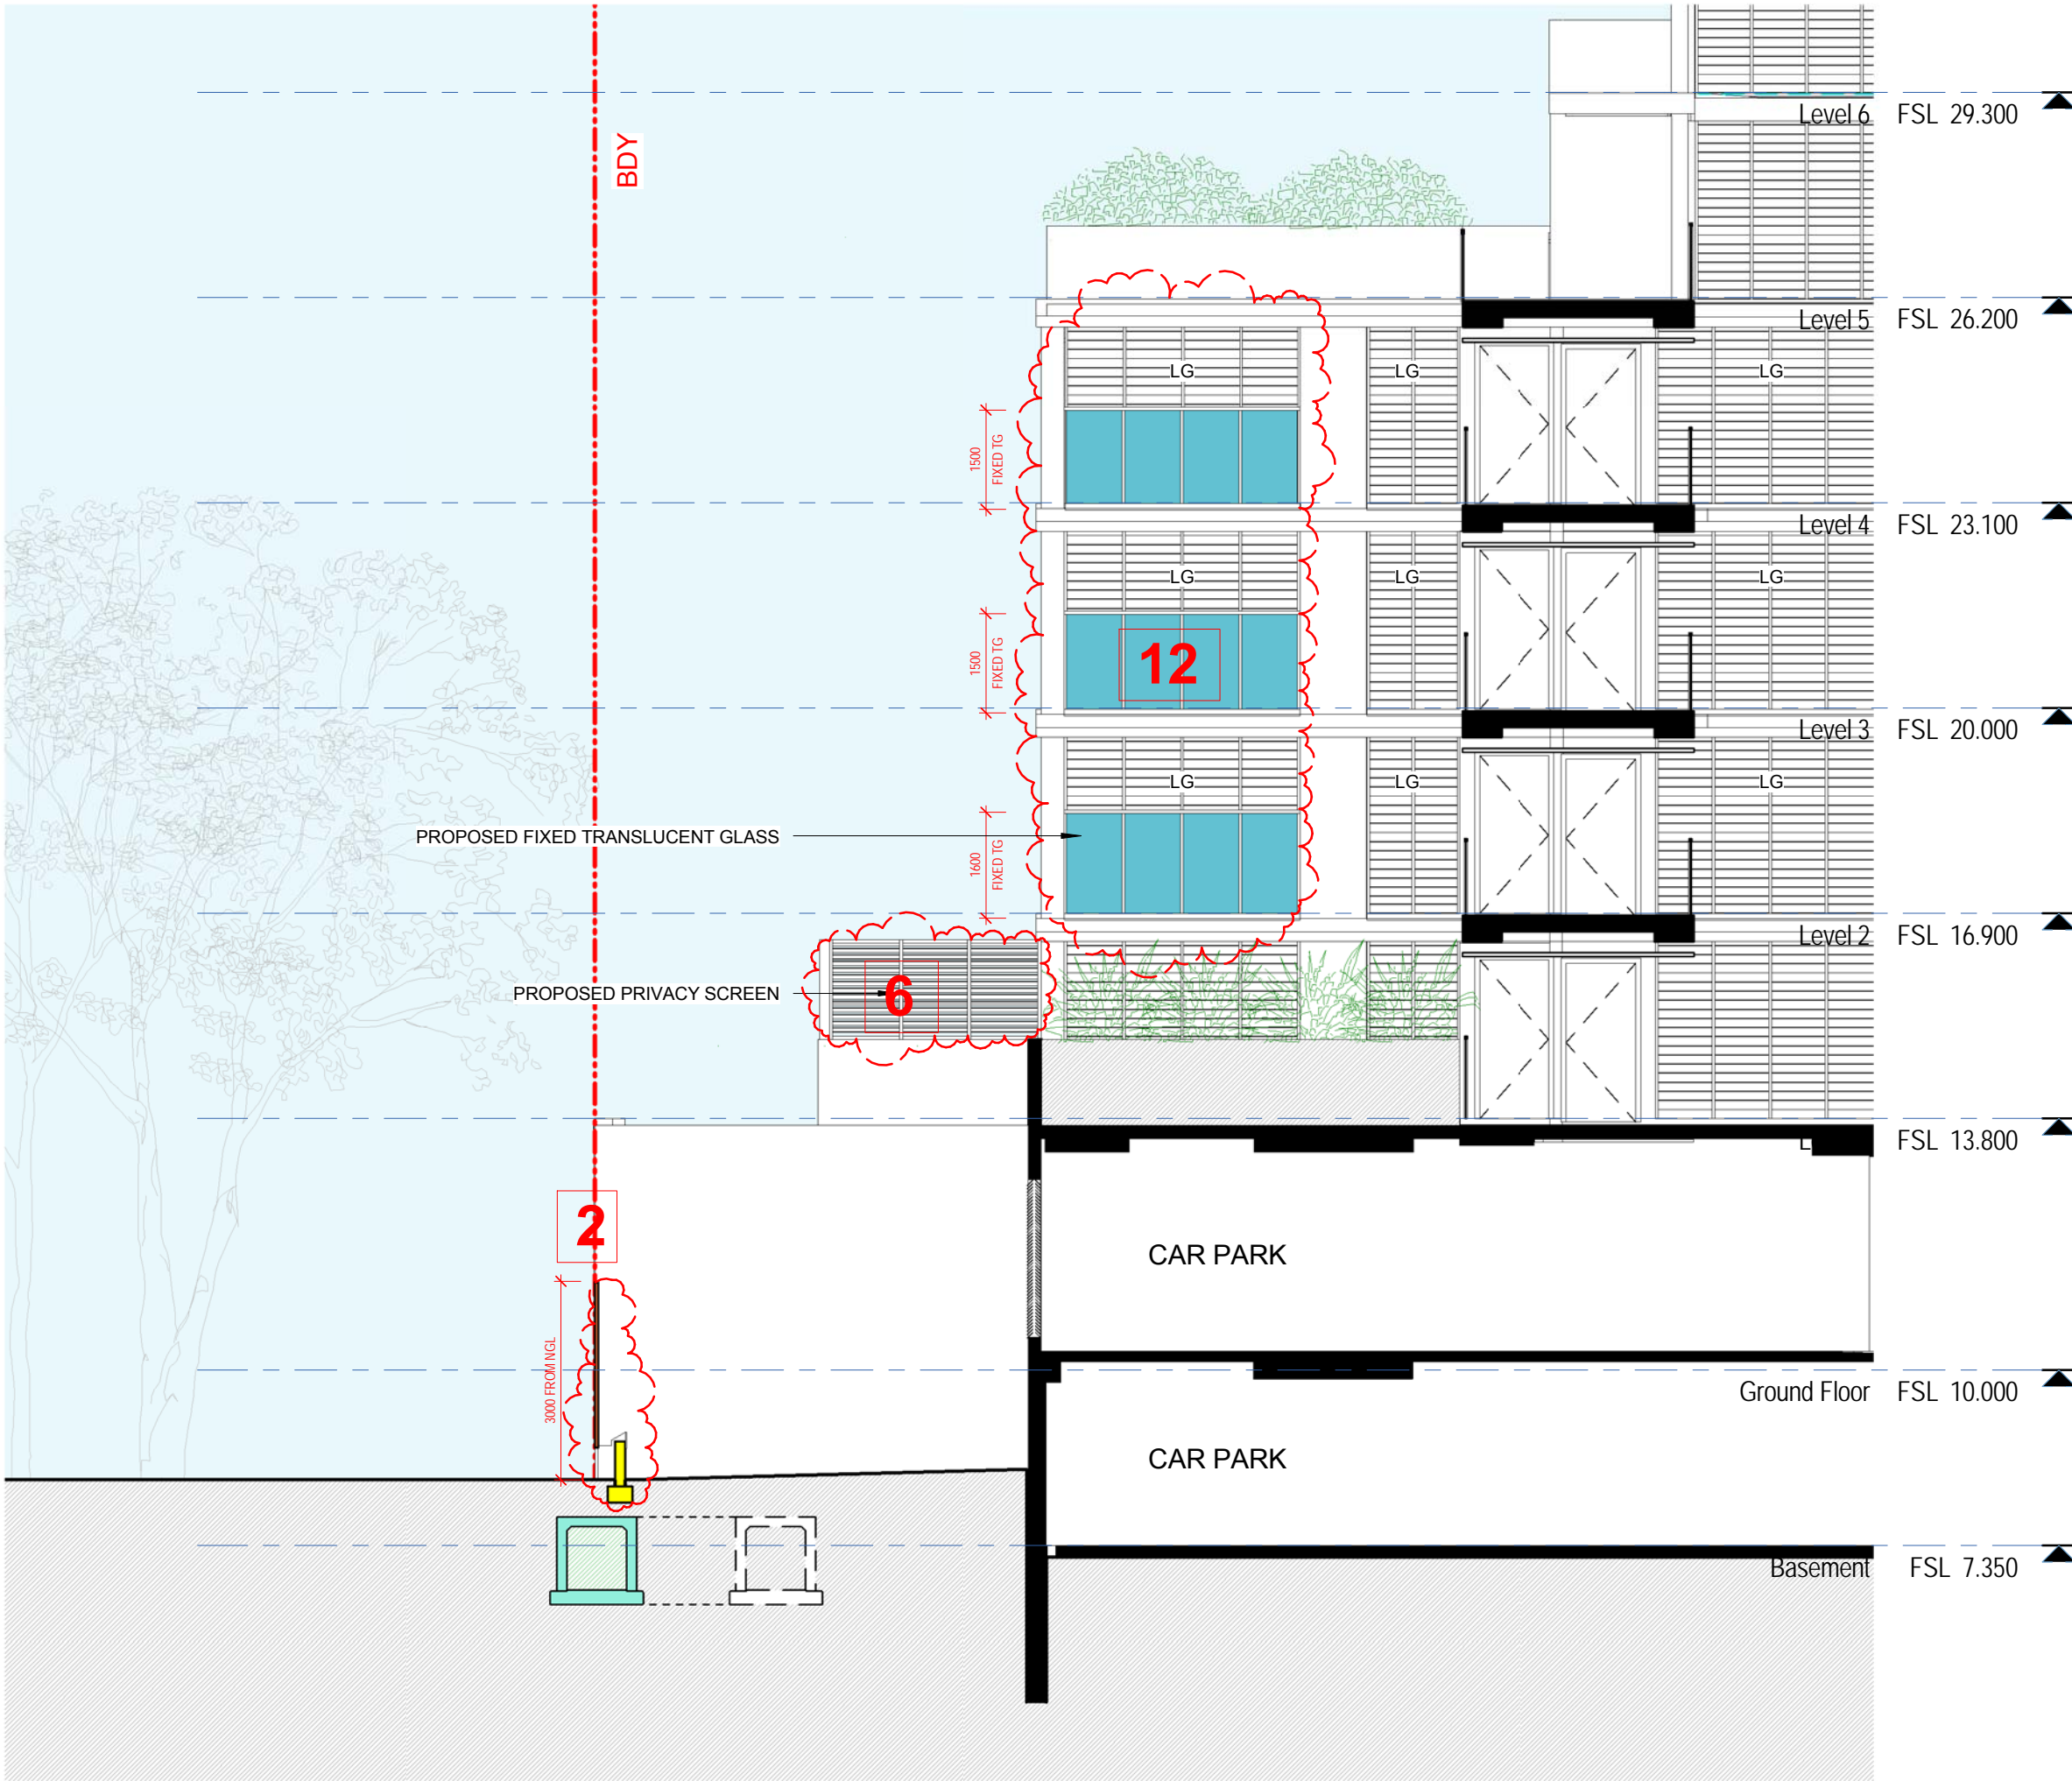 BDY
Level 6 FSL 29.300
Level 5 FSL 26.200
LG
LG
LG
1500
FIXED TG
Level 4 FSL 23.100
LG
LG
LG
1500
FIXED TG
12
Level 3 FSL 20.000
LG
LG
LG
PROPOSED FIXED TRANSLUCENT GLASS
1600
FIXED TG
Level 2 FSL 16.900
PROPOSED PRIVACY SCREEN
6
FSL 13.800
2
CAR PARK
3000 FROM NGL
Ground Floor FSL 10.000
CAR PARK
Basement FSL 7.350